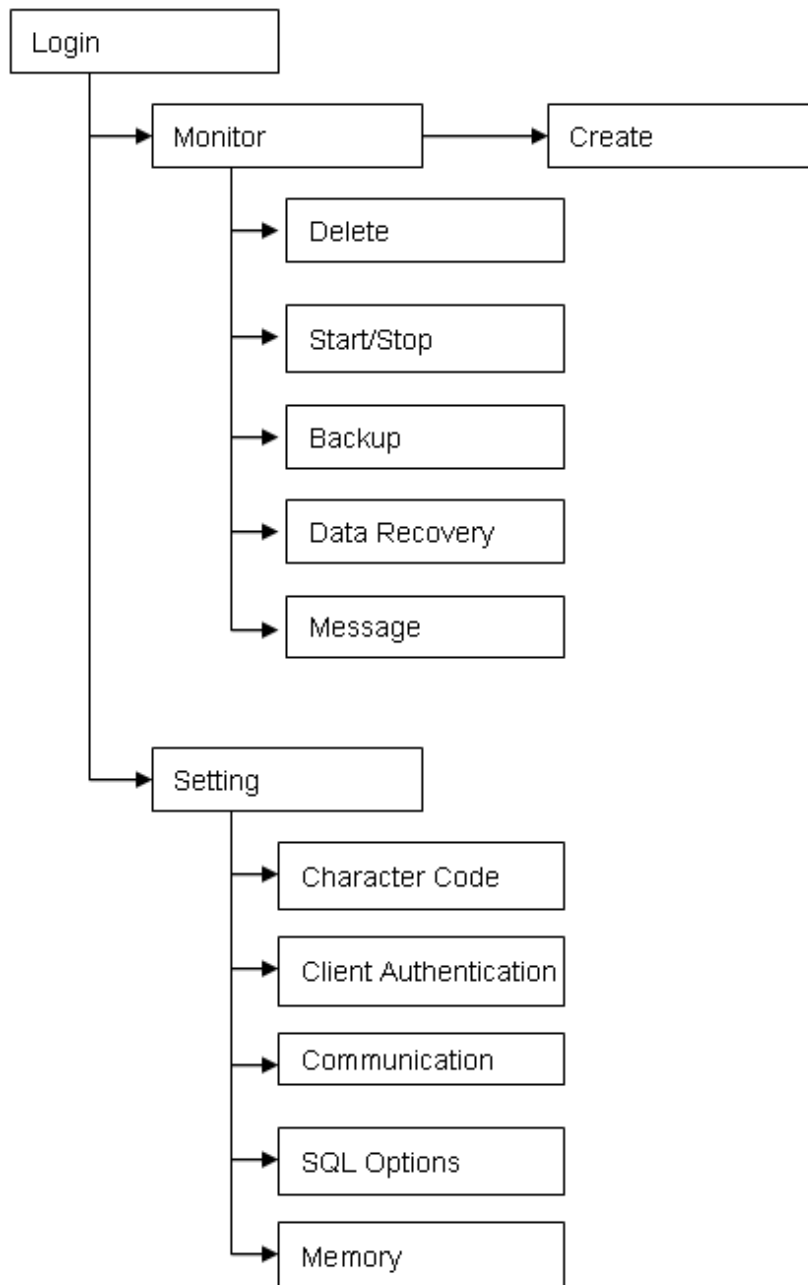 Login
Monitor
Create
Delete
Start/Stop
Backup
Data Recovery
Message
Setting
Character Code
Client Authentication
Communication
SQL Options
Memory